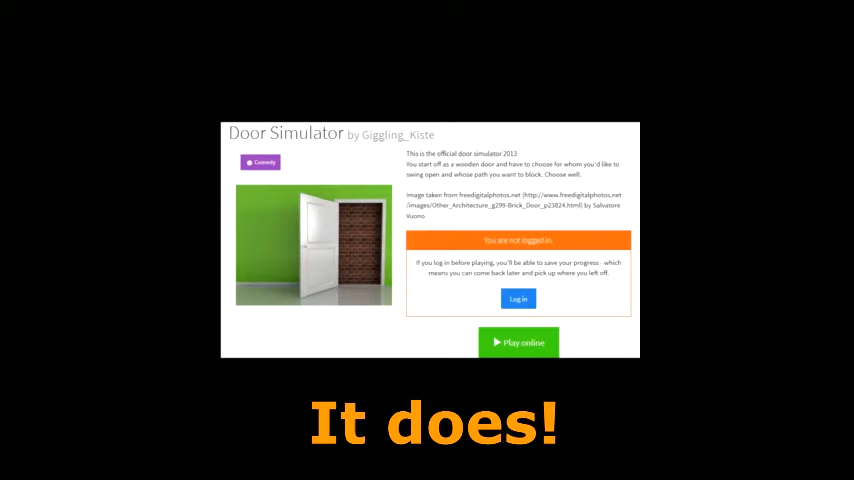 Door Simulator by Giggling_Kiste
Comedy
This is the official door simulator 2013
You start off as a wooden door and have to choose for whom you'd like to
swing open and whose path you want to block. Choose well.
Image taken from freedigitalphotos.net [http://www.freedigitalphotos.net
/images/Other_Architecture_g299-Brick_Door_p23824.html] by Salvatore
Vuono
You are not logged in.
If you log in before playing, you'll be able to save your progress - which
means you can come back later and pick up where you left off.
Log in
Play online
It does!